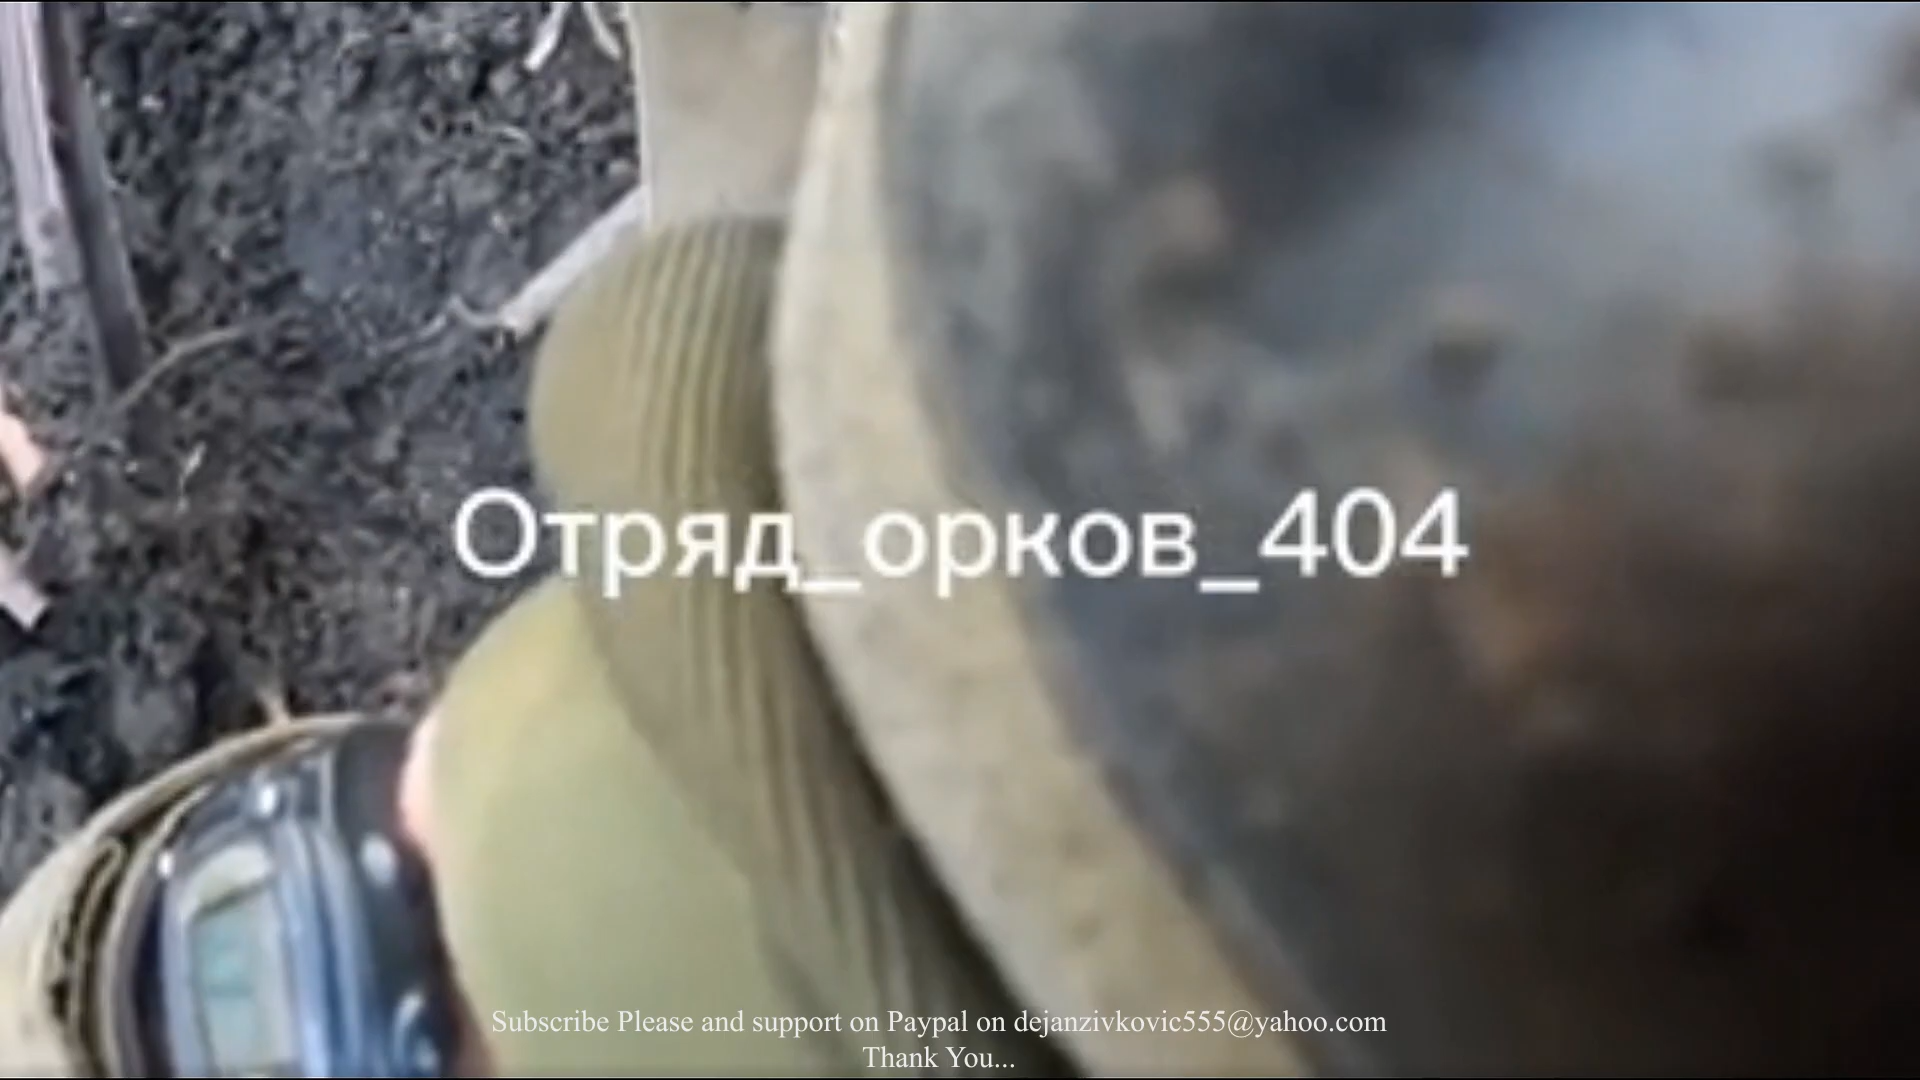 Отряд_орков_404
Subscribe Please and support on Paypal on dejanzivkovic555@yahoo.com
Thank You...